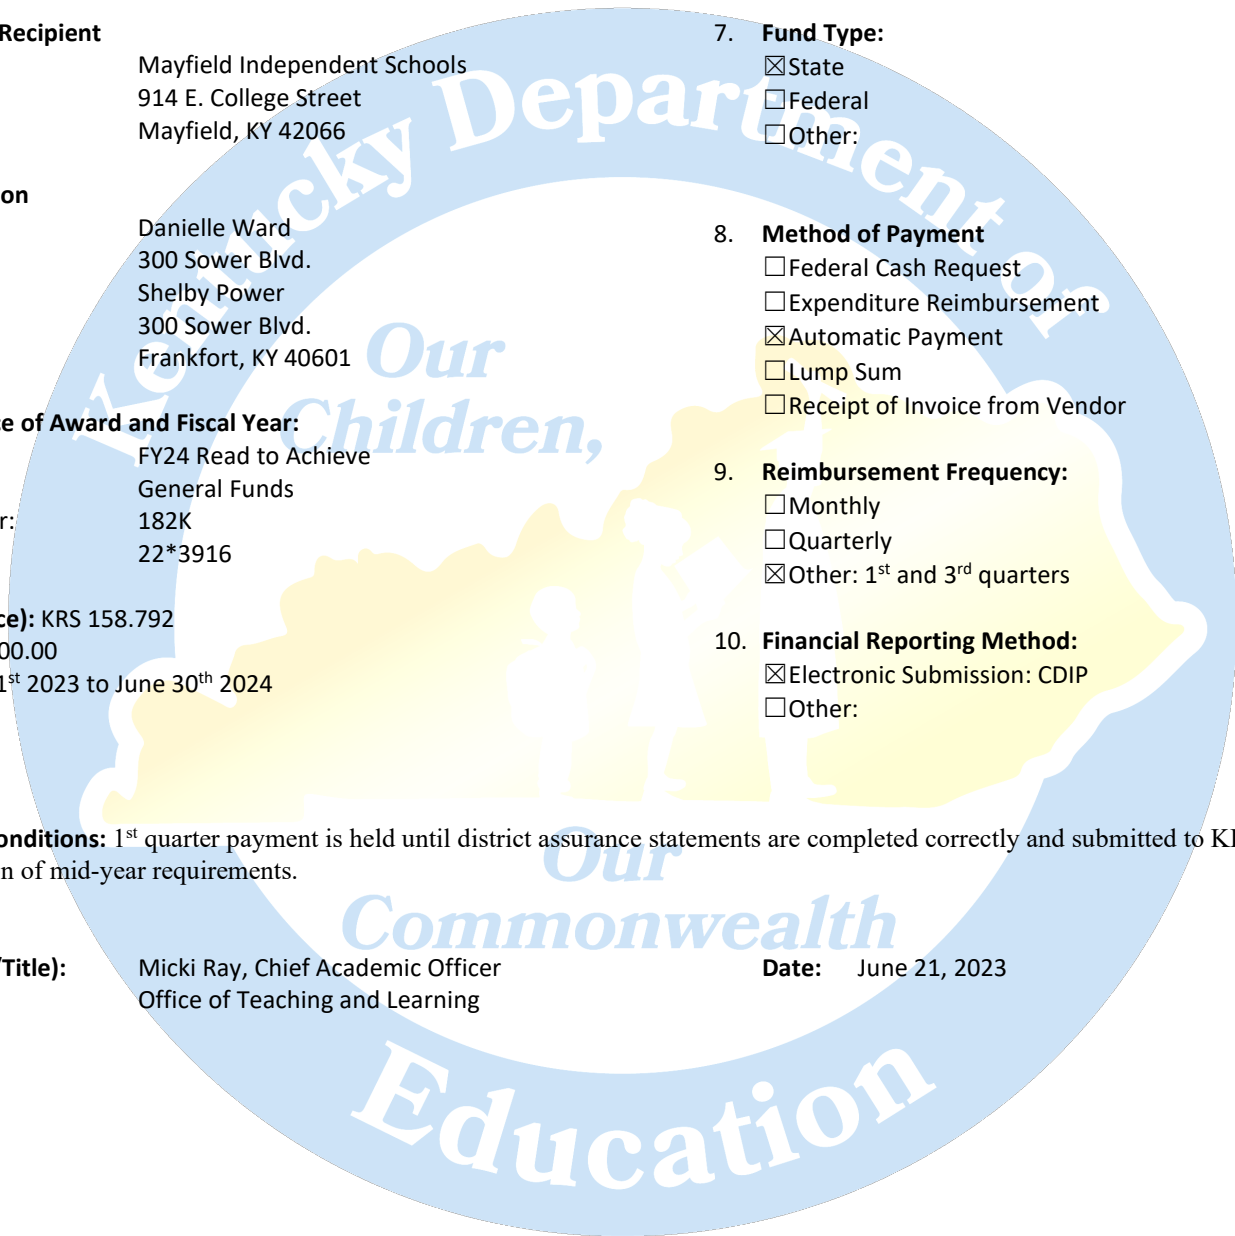 Recipient
Mayfield Independent Schools
914 E. College Street
Mayfield, KY 42066
on
Danielle Ward
300 Sower Blvd.
Shelby Power
300 Sower Blvd.
Frankfort, KY 40601
e of Award and Fiscal Year:
FY24 Read to Achieve
General Funds
r: 182K
22*3916
ce): KRS 158.792
00.00
1st 2023 to June 30th 2024
7. Fund Type:
☒State
☐Federal
☐Other:
8. Method of Payment
☐Federal Cash Request
☐Expenditure Reimbursement
☒Automatic Payment
☐Lump Sum
☐Receipt of Invoice from Vendor
9. Reimbursement Frequency:
☐Monthly
☐Quarterly
☒Other: 1st and 3rd quarters
10. Financial Reporting Method:
☒Electronic Submission: CDIP
☐Other:
onditions: 1st quarter payment is held until district assurance statements are completed correctly and submitted to KI
n of mid-year requirements.
/Title): Micki Ray, Chief Academic Officer Date: June 21, 2023
Office of Teaching and Learning
Kentucky Department of
Education
Our
Children,
Our
Commonwealth